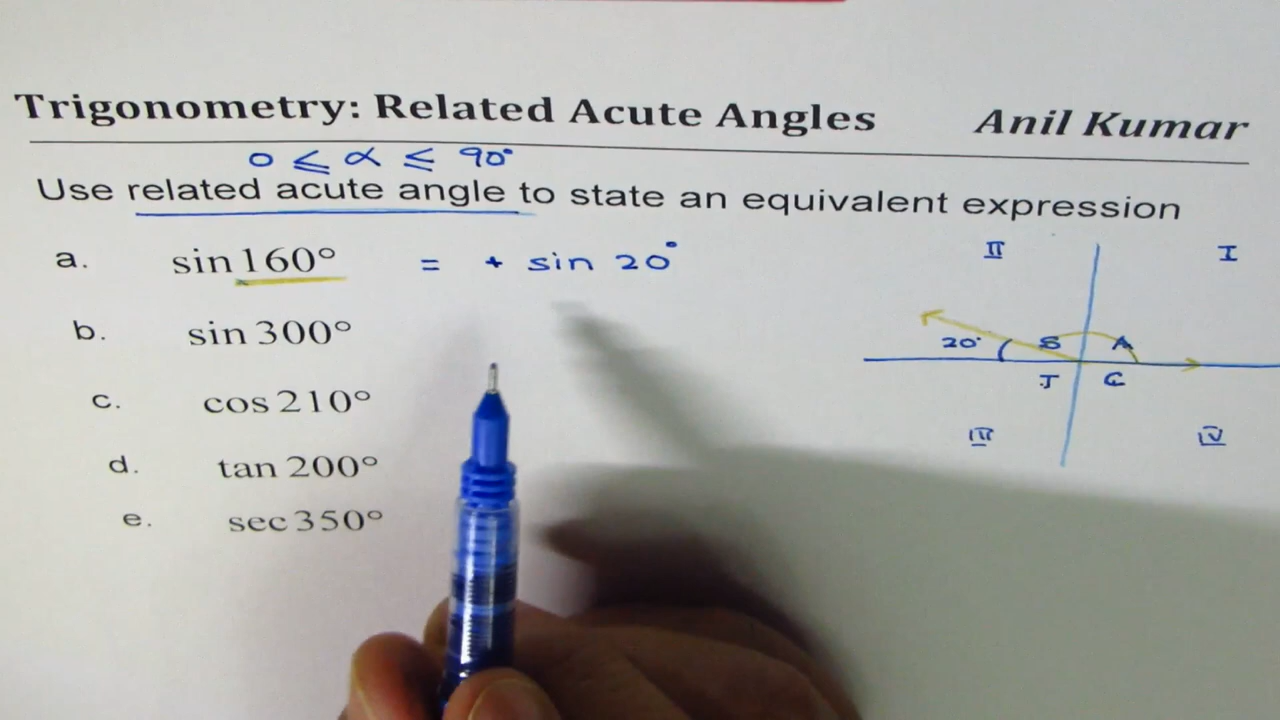 Trigonometry: Related Acute Angles Anil Kumar
0 ⩽ α ⩽ 90°
Use related acute angle to state an equivalent expression
a. sin 160° = + sin 20°
b. sin 300°
c. cos 210°
d. tan 200°
e. sec 350°
II I
20° S A
T C
III IV